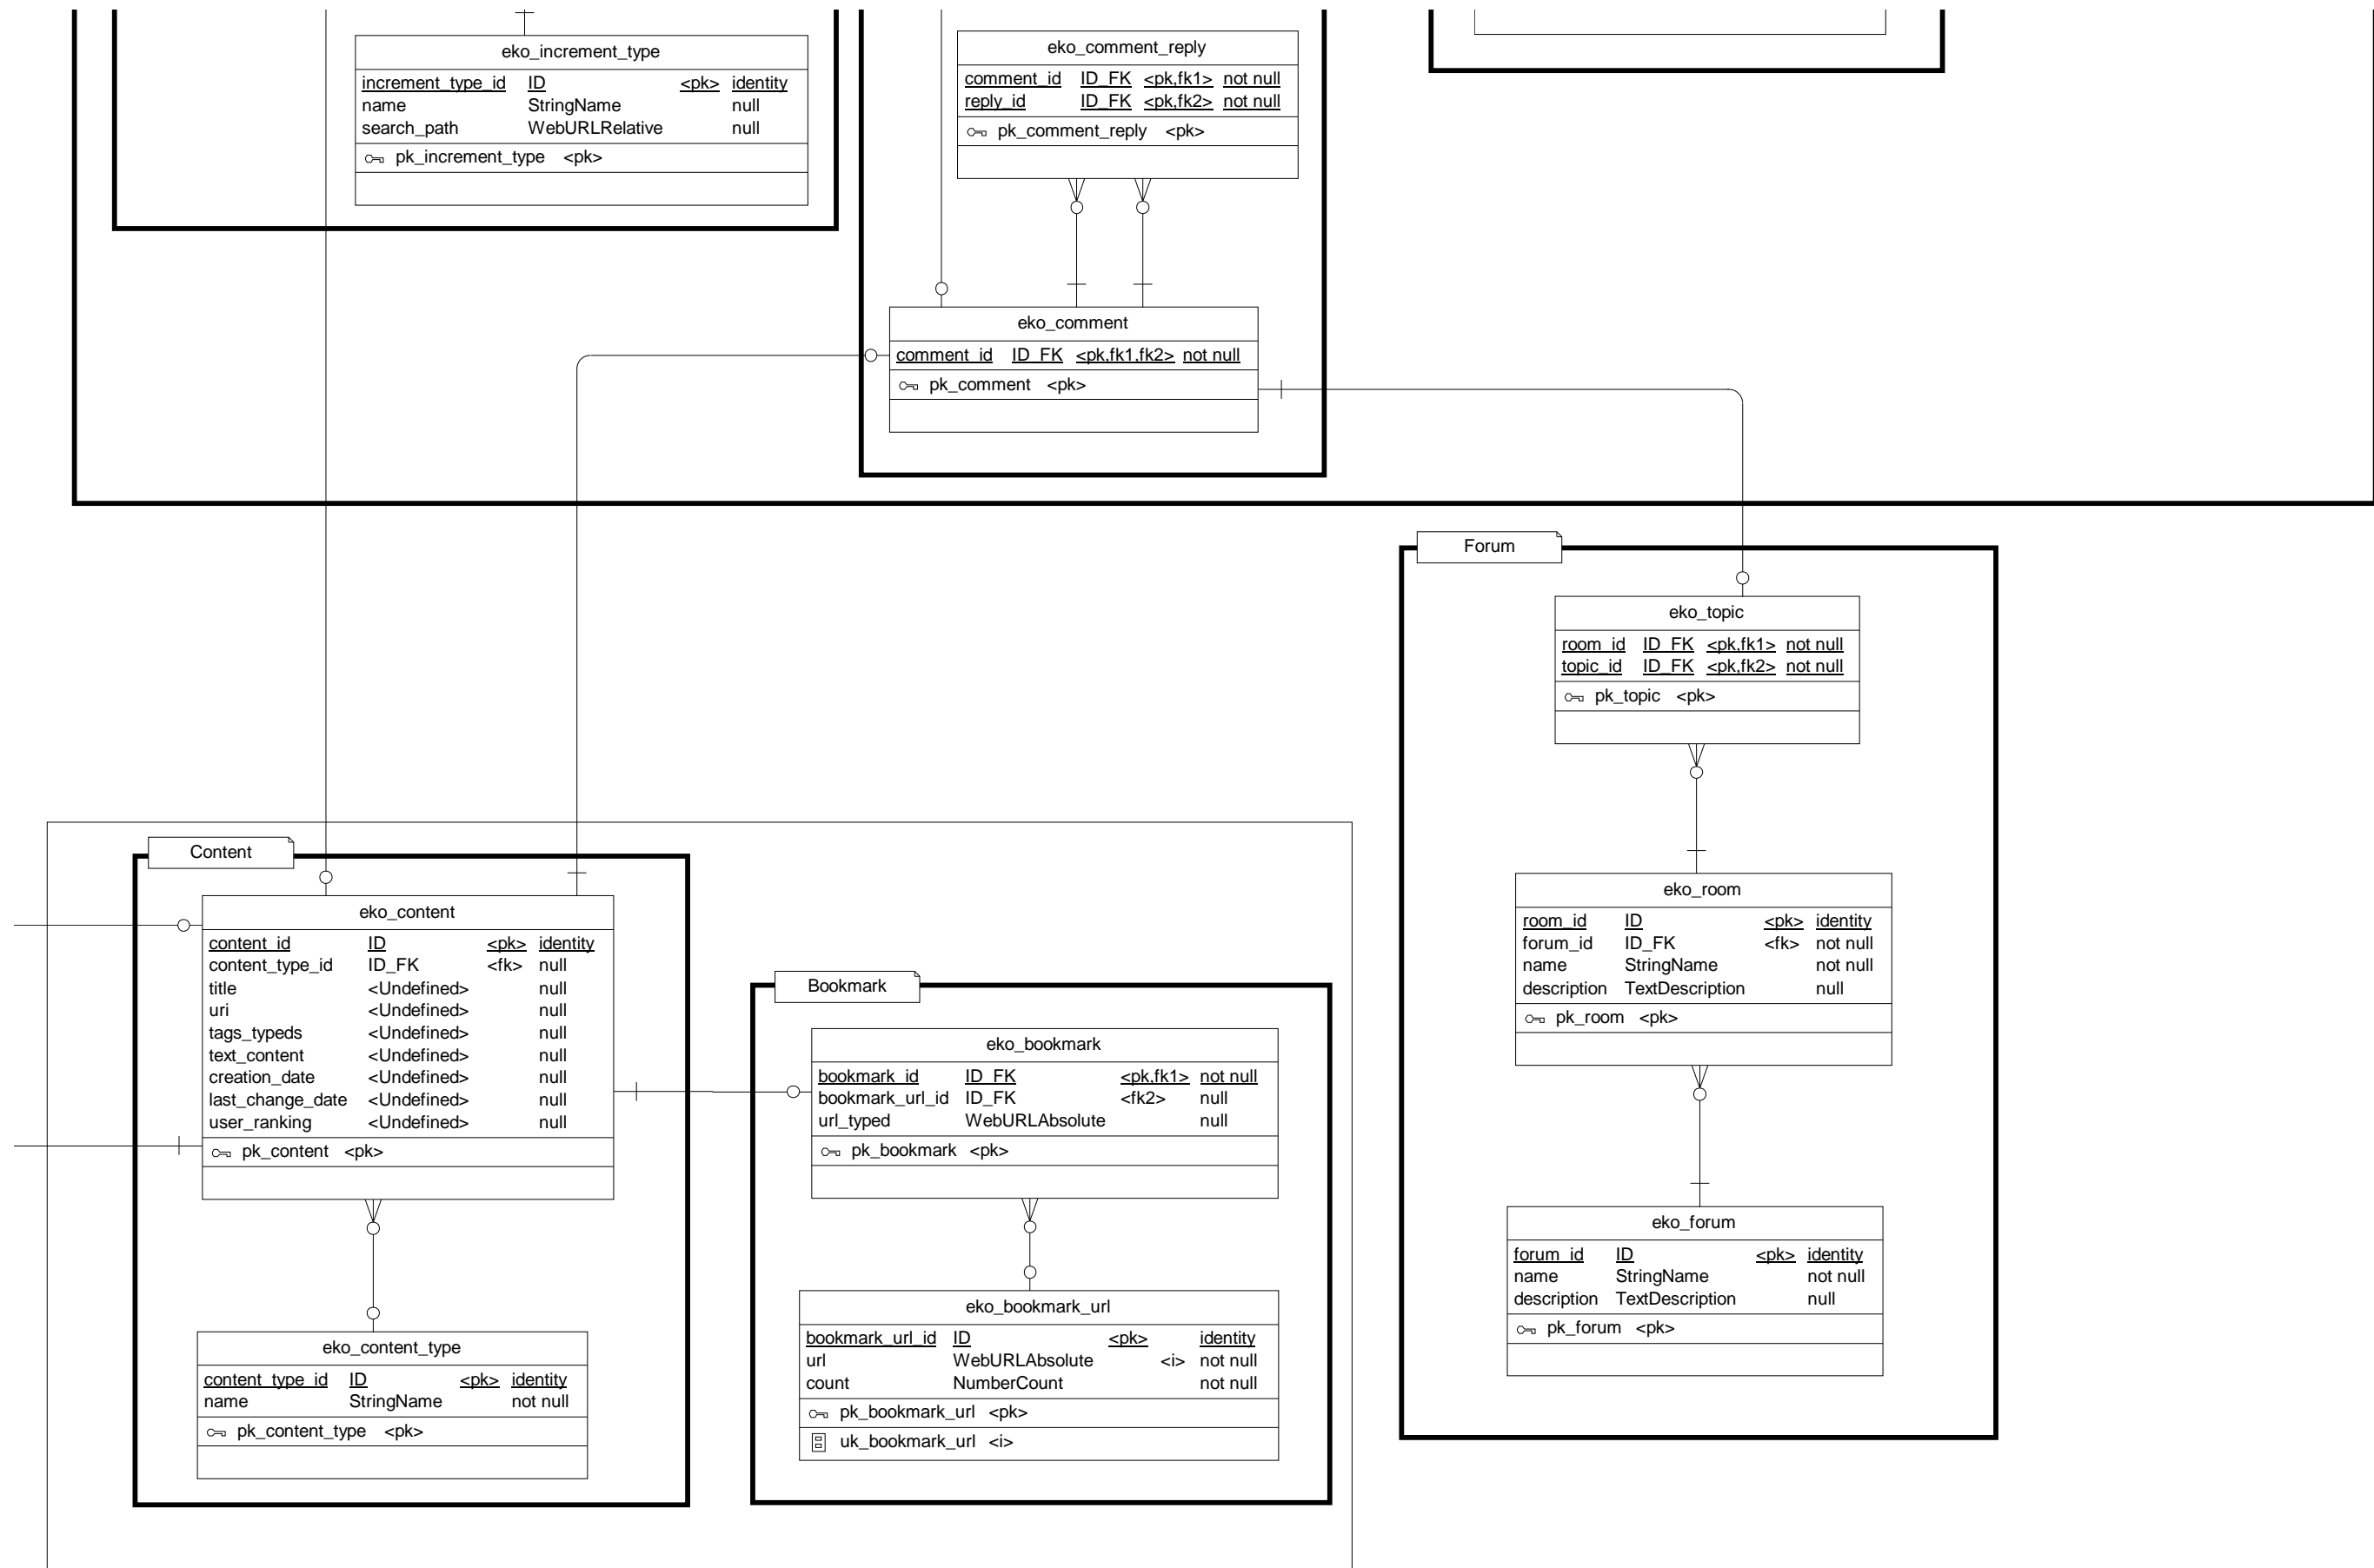 eko_increment_type
increment_type_id ID <pk> identity
name StringName null
search_path WebURLRelative null
pk_increment_type <pk>
eko_comment_reply
comment_id ID_FK <pk,fk1> not null
reply_id ID_FK <pk,fk2> not null
pk_comment_reply <pk>
eko_comment
comment_id ID_FK <pk,fk1,fk2> not null
pk_comment <pk>
Forum
eko_topic
room_id ID_FK <pk,fk1> not null
topic_id ID_FK <pk,fk2> not null
pk_topic <pk>
eko_room
room_id ID <pk> identity
forum_id ID_FK <fk> not null
name StringName not null
description TextDescription null
pk_room <pk>
eko_forum
forum_id ID <pk> identity
name StringName not null
description TextDescription null
pk_forum <pk>
Content
eko_content
content_id ID <pk> identity
content_type_id ID_FK <fk> null
title <Undefined> null
uri <Undefined> null
tags_typeds <Undefined> null
text_content <Undefined> null
creation_date <Undefined> null
last_change_date <Undefined> null
user_ranking <Undefined> null
pk_content <pk>
eko_content_type
content_type_id ID <pk> identity
name StringName not null
pk_content_type <pk>
Bookmark
eko_bookmark
bookmark_id ID_FK <pk,fk1> not null
bookmark_url_id ID_FK <fk2> null
url_typed WebURLAbsolute null
pk_bookmark <pk>
eko_bookmark_url
bookmark_url_id ID <pk> identity
url WebURLAbsolute <i> not null
count NumberCount not null
pk_bookmark_url <pk>
uk_bookmark_url <i>